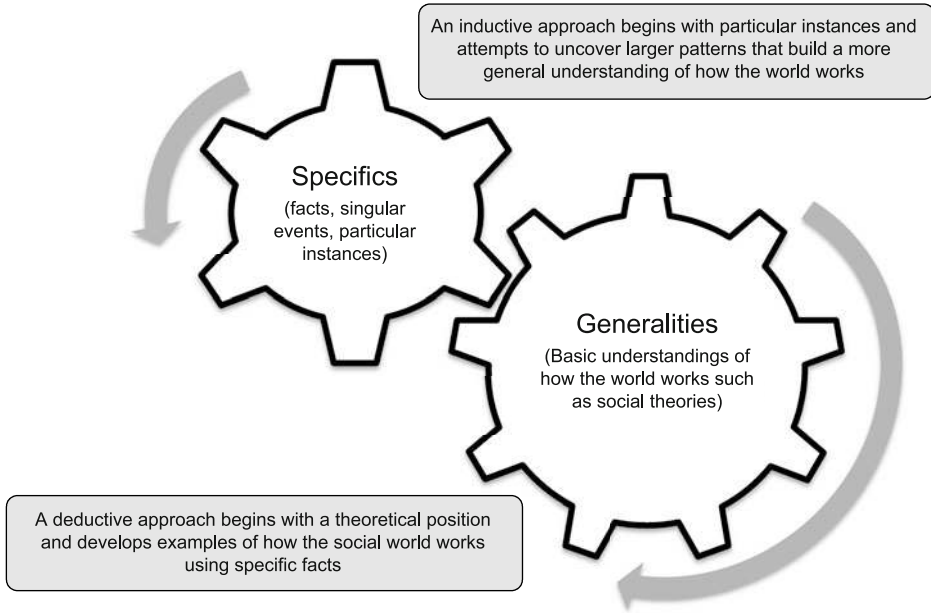 An inductive approach begins with particular instances and
attempts to uncover larger patterns that build a more
general understanding of how the world works
Specifics
(facts, singular
events, particular
instances)
Generalities
(Basic understandings of
how the world works such
as social theories)
A deductive approach begins with a theoretical position
and develops examples of how the social world works
using specific facts